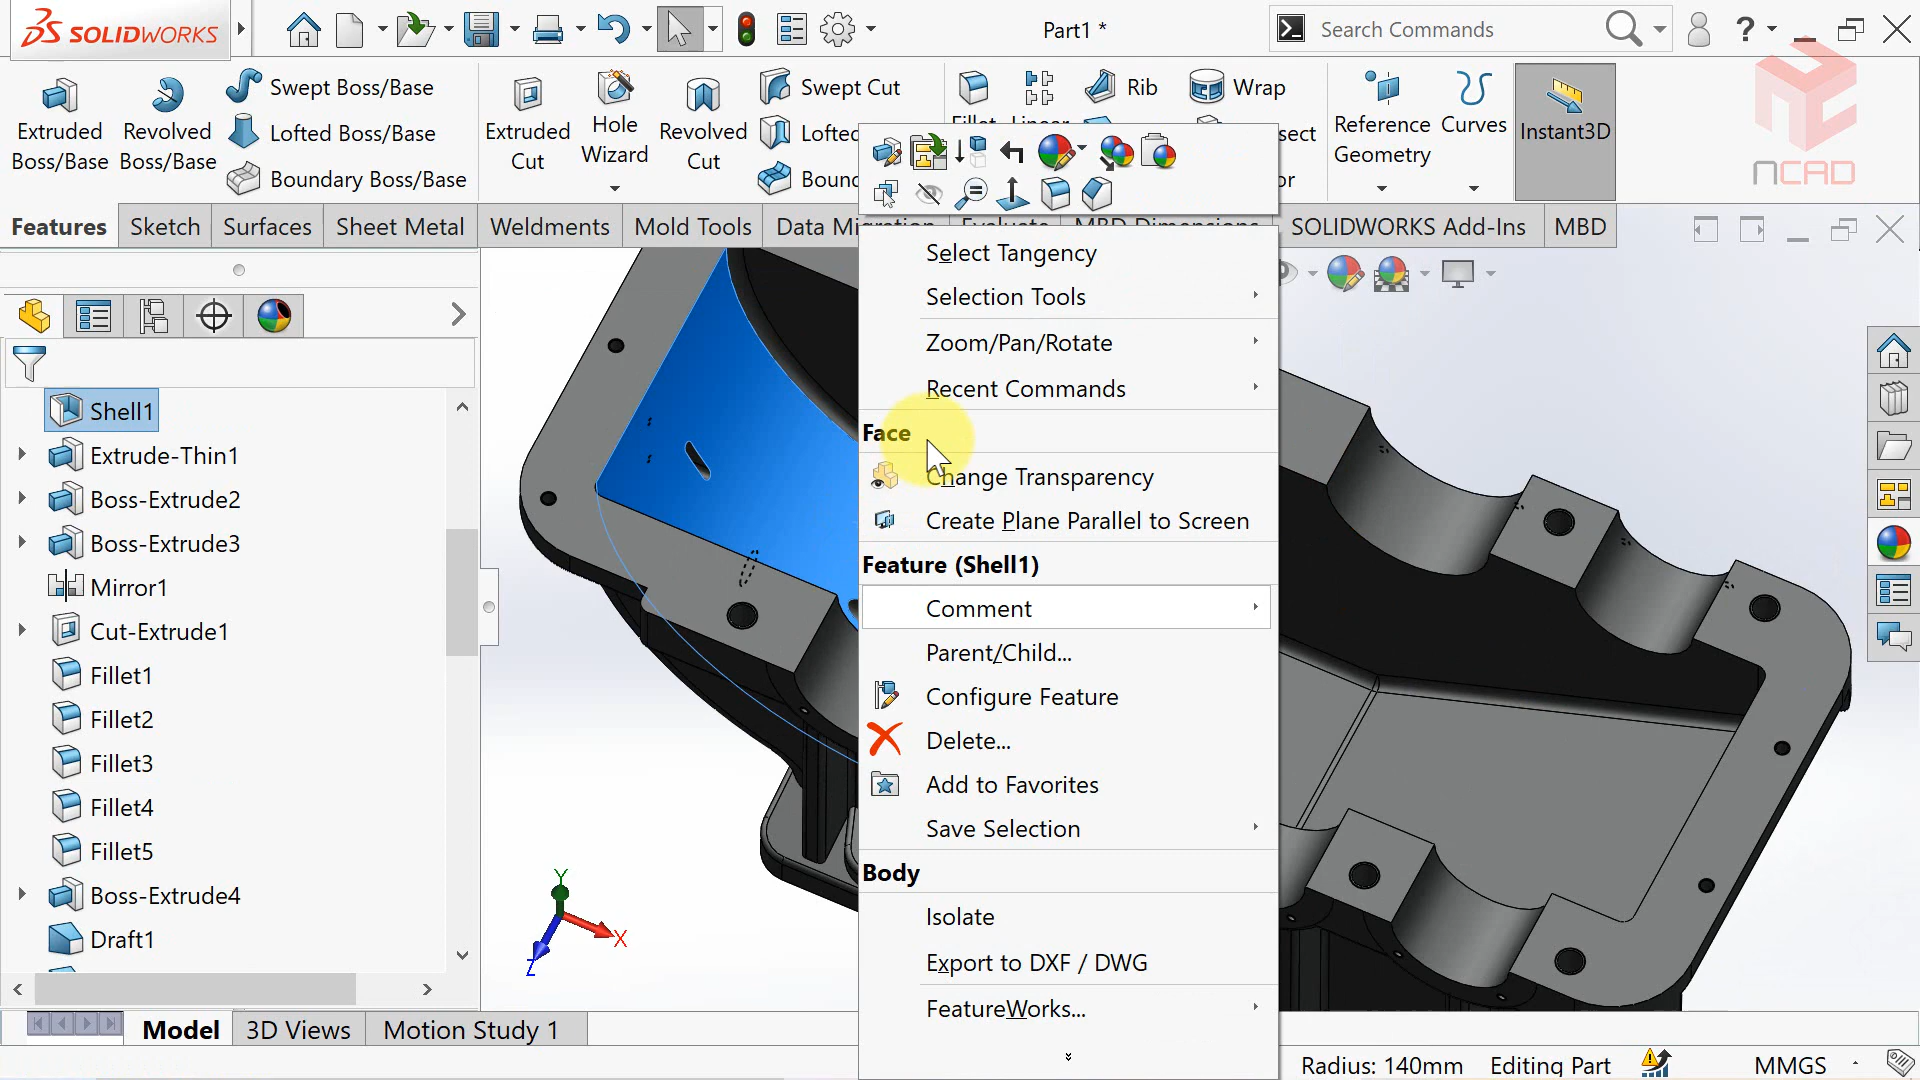 SOLIDWORKS
Part1 *
Search Commands
?
Extruded Boss/Base
Revolved Boss/Base
Swept Boss/Base
Lofted Boss/Base
Boundary Boss/Base
Extruded Cut
Hole Wizard
Revolved Cut
Swept Cut
Rib
Wrap
Reference Geometry
Curves
Instant3D
NCAD
Features
Sketch
Surfaces
Sheet Metal
Weldments
Mold Tools
Data Migration
Evaluate
MBD Dimensions
SOLIDWORKS Add-Ins
MBD
Select Tangency
Selection Tools
Zoom/Pan/Rotate
Recent Commands
Face
Change Transparency
Create Plane Parallel to Screen
Feature (Shell1)
Comment
Parent/Child...
Configure Feature
Delete...
Add to Favorites
Save Selection
Body
Isolate
Export to DXF / DWG
FeatureWorks...
Shell1
Extrude-Thin1
Boss-Extrude2
Boss-Extrude3
Mirror1
Cut-Extrude1
Fillet1
Fillet2
Fillet3
Fillet4
Fillet5
Boss-Extrude4
Draft1
Y
X
Z
Model
3D Views
Motion Study 1
Radius: 140mm
Editing Part
MMGS